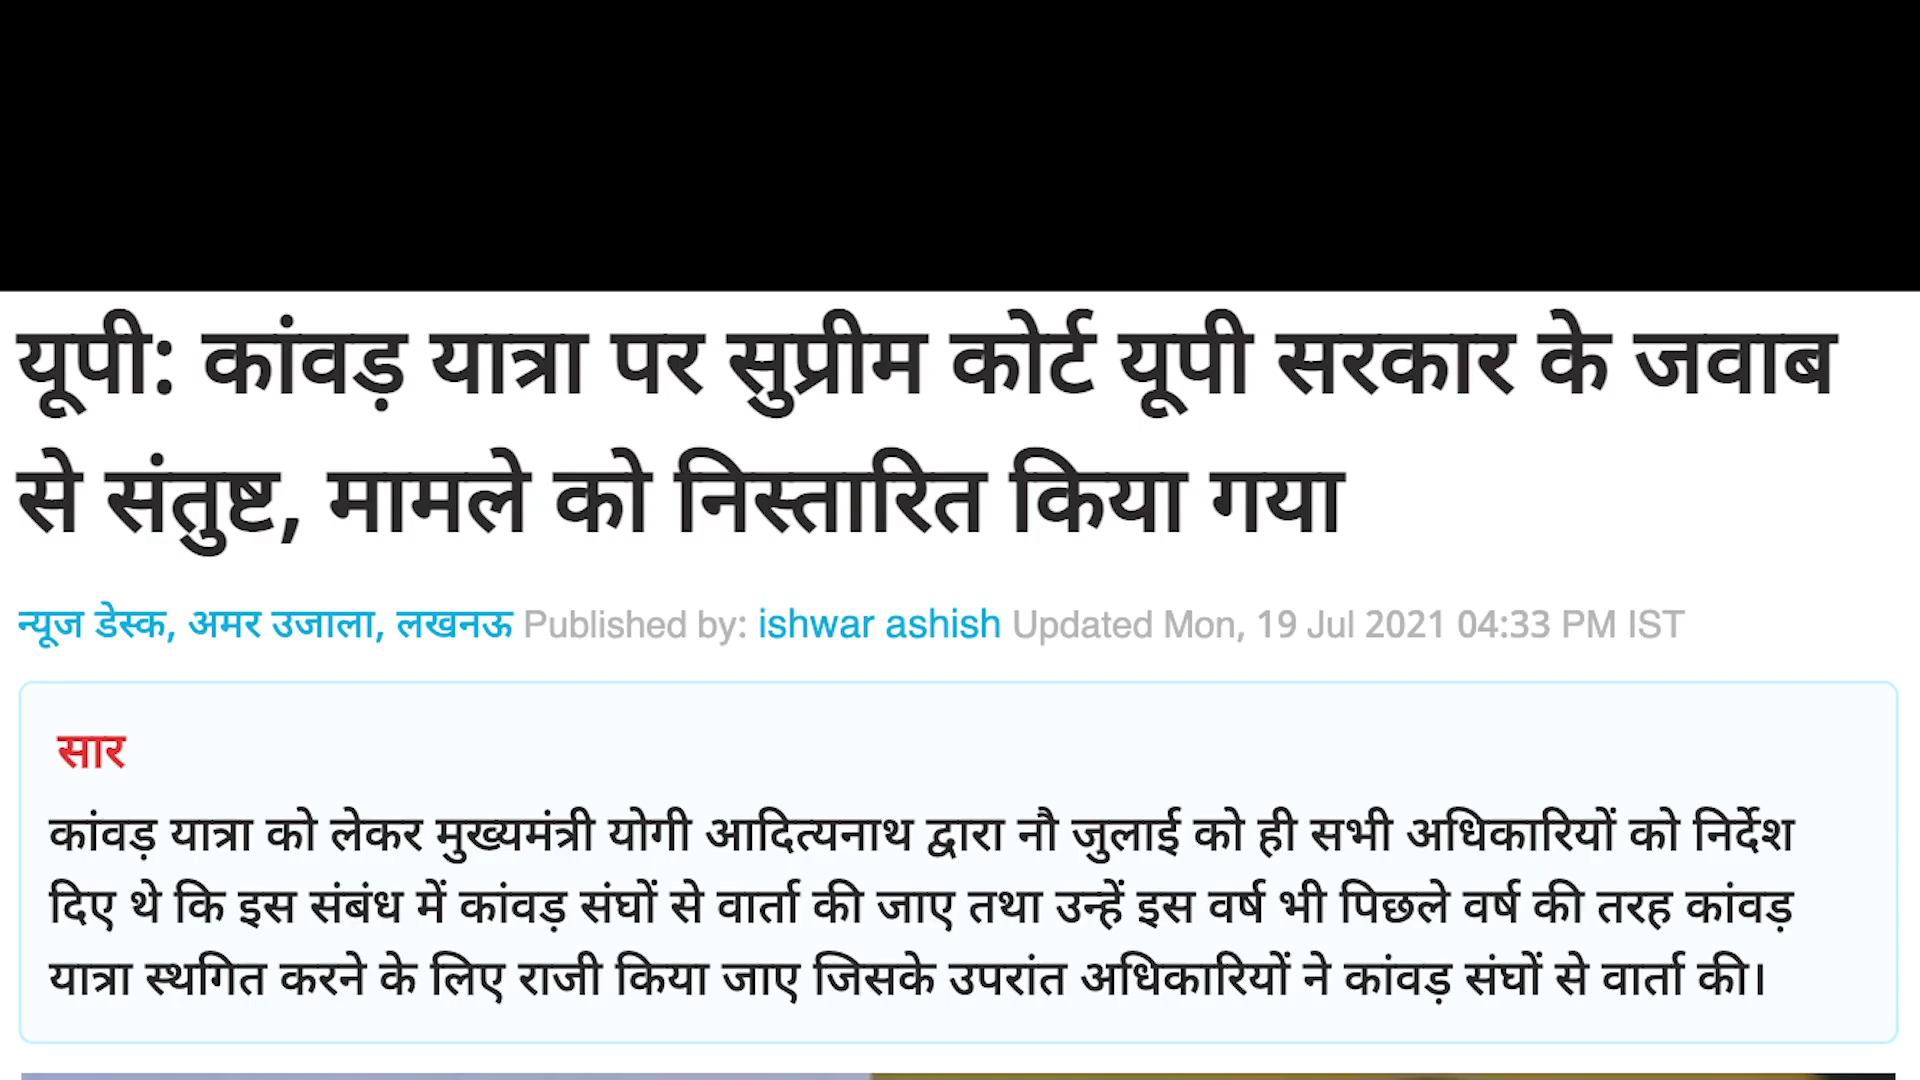 यूपी: कांवड़ यात्रा पर सुप्रीम कोर्ट यूपी सरकार के जवाब
से संतुष्ट, मामले को निस्तारित किया गया
न्यूज डेस्क, अमर उजाला, लखनऊ Published by: ishwar ashish Updated Mon, 19 Jul 2021 04:33 PM IST
सार
कांवड़ यात्रा को लेकर मुख्यमंत्री योगी आदित्यनाथ द्वारा नौ जुलाई को ही सभी अधिकारियों को निर्देश
दिए थे कि इस संबंध में कांवड़ संघों से वार्ता की जाए तथा उन्हें इस वर्ष भी पिछले वर्ष की तरह कांवड़
यात्रा स्थगित करने के लिए राजी किया जाए जिसके उपरांत अधिकारियों ने कांवड़ संघों से वार्ता की।